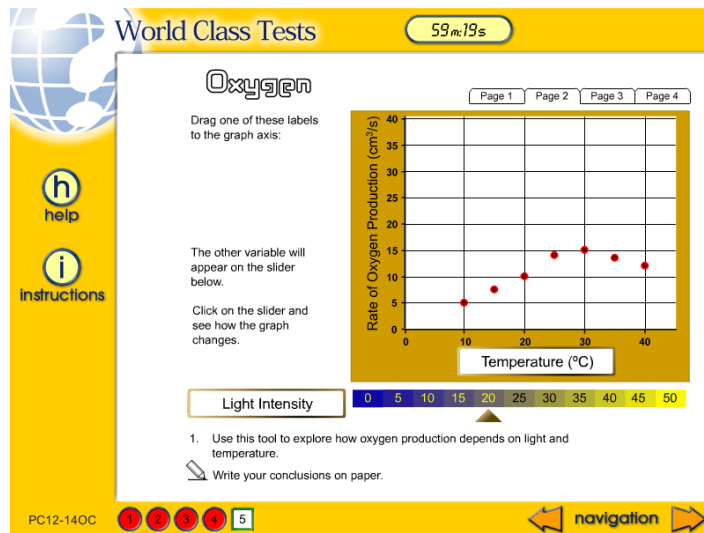 World Class Tests
59m:19s
Oxygen
Page 1 Page 2 Page 3 Page 4
Drag one of these labels
to the graph axis:
h
help
i
instructions
The other variable will
appear on the slider
below.
Click on the slider and
see how the graph
changes.
Rate of Oxygen Production (cm³/s)
40
35
30
25
20
15
10
5
0
0 10 20 30 40
Temperature (ºC)
Light Intensity
0 5 10 15 20 25 30 35 40 45 50
1. Use this tool to explore how oxygen production depends on light and
temperature.
Write your conclusions on paper.
PC12-14OC 1 2 3 4 5 navigation